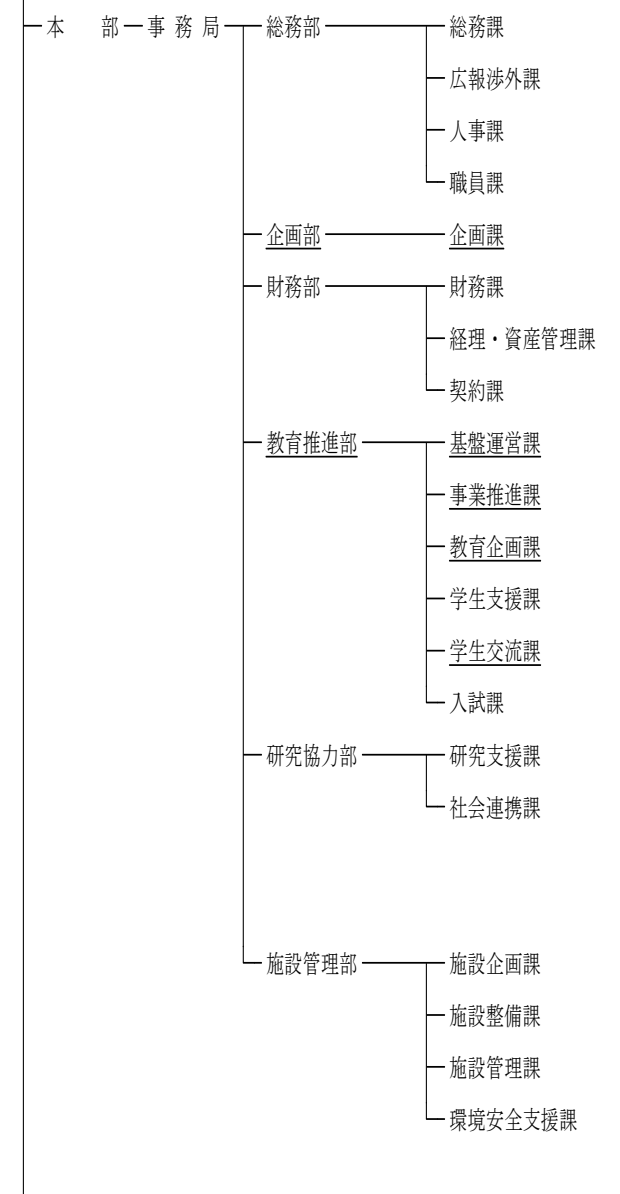 本 部 事務局 総務部 総務課
広報渉外課
人事課
職員課
企画部 企画課
財務部 財務課
経理・資産管理課
契約課
教育推進部 基盤運営課
事業推進課
教育企画課
学生支援課
学生交流課
入試課
研究協力部 研究支援課
社会連携課
施設管理部 施設企画課
施設整備課
施設管理課
環境安全支援課